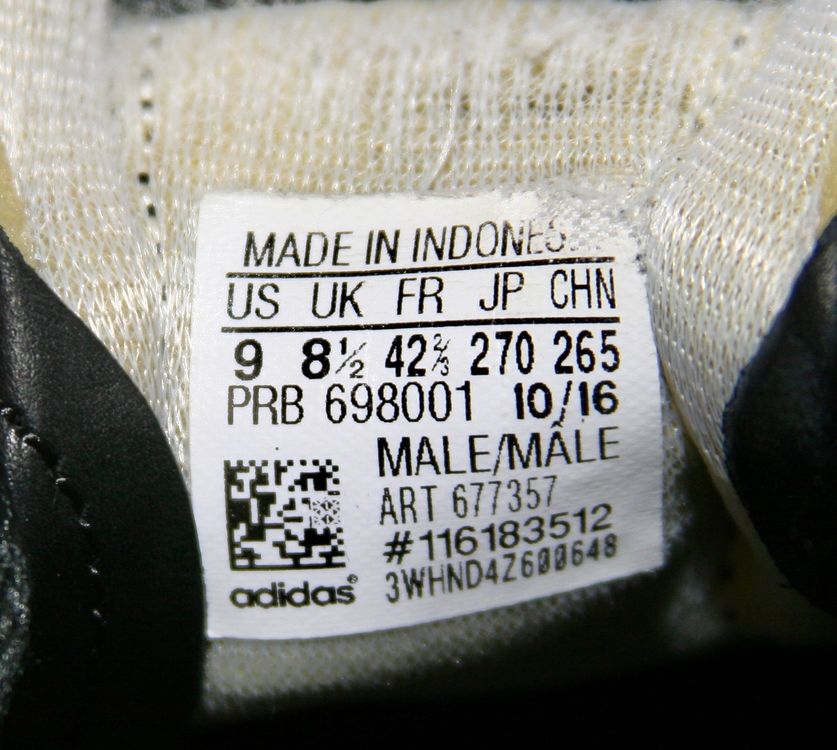 MADE IN INDONES
US UK FR JP CHN
9 8½ 42⅔ 270 265
PRB 698001 10/16
MALE/MÂLE
ART 677357
#116183512
3WHND4Z600648
adidas®